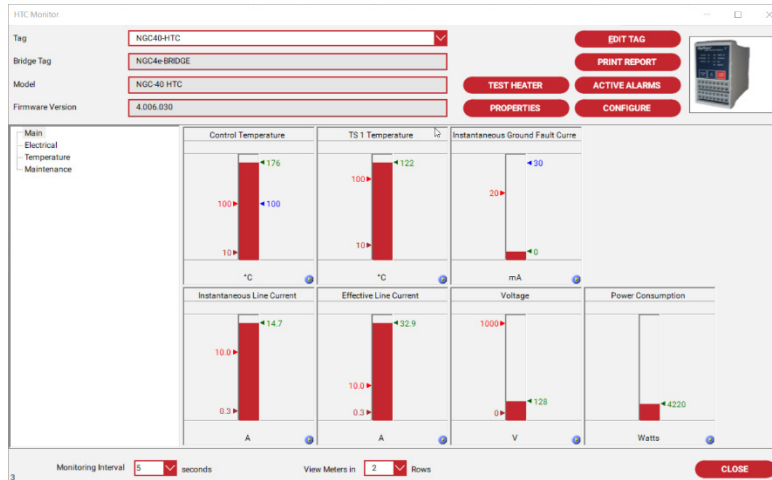 HTC Monitor
Tag
NGC40-HTC
EDIT TAG
Bridge Tag
NGC4e-BRIDGE
PRINT REPORT
Model
NGC-40 HTC
TEST HEATER
ACTIVE ALARMS
Firmware Version
4.006.030
PROPERTIES
CONFIGURE
Main
Electrical
Temperature
Maintenance
Control Temperature
176
100
100
10
°C
TS 1 Temperature
122
100
10
°C
Instantaneous Ground Fault Curre
30
20
0
mA
Instantaneous Line Current
14.7
10.0
0.3
A
Effective Line Current
32.9
10.0
0.3
A
Voltage
1000
128
0
V
Power Consumption
4220
Watts
Monitoring Interval 5 seconds
View Meters in 2 Rows
CLOSE
3